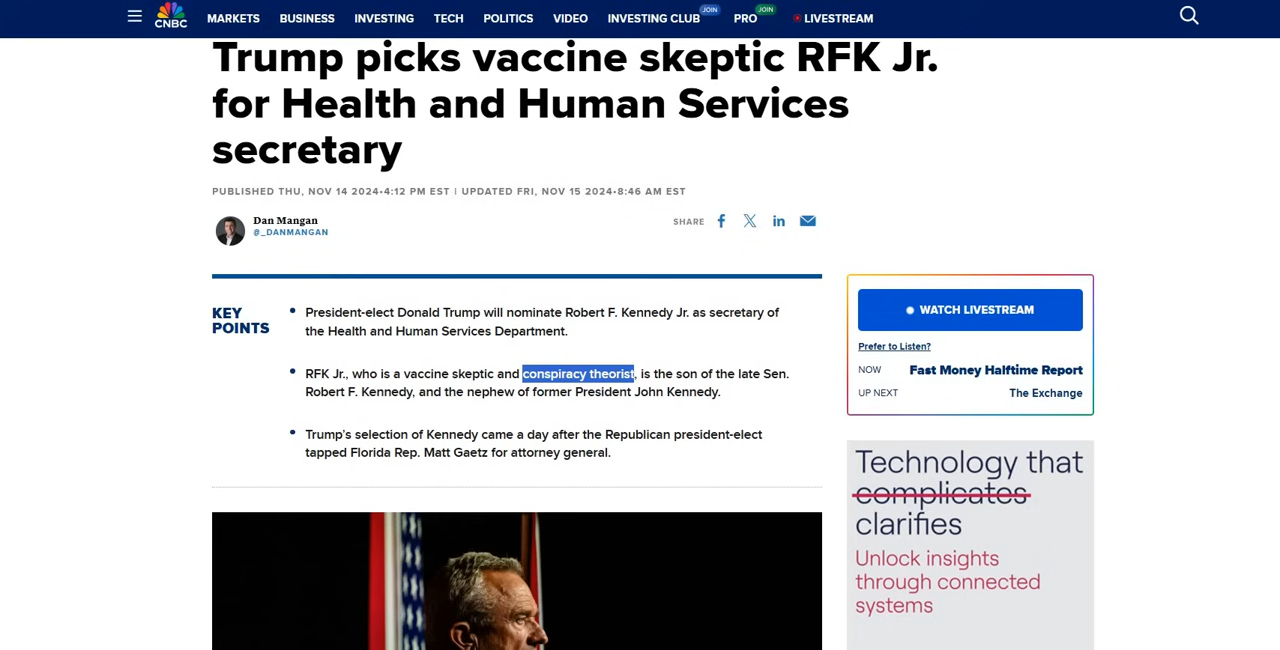 CNBC
MARKETS BUSINESS INVESTING TECH POLITICS VIDEO INVESTING CLUB JOIN PRO JOIN LIVESTREAM
Trump picks vaccine skeptic RFK Jr.
for Health and Human Services
secretary
PUBLISHED THU, NOV 14 2024•4:12 PM EST | UPDATED FRI, NOV 15 2024•8:46 AM EST
Dan Mangan
@_DANMANGAN
SHARE
KEY
POINTS
• President-elect Donald Trump will nominate Robert F. Kennedy Jr. as secretary of
the Health and Human Services Department.
• RFK Jr., who is a vaccine skeptic and conspiracy theorist, is the son of the late Sen.
Robert F. Kennedy, and the nephew of former President John Kennedy.
• Trump’s selection of Kennedy came a day after the Republican president-elect
tapped Florida Rep. Matt Gaetz for attorney general.
WATCH LIVESTREAM
Prefer to Listen?
NOW Fast Money Halftime Report
UP NEXT The Exchange
Technology that
complicates
clarifies
Unlock insights
through connected
systems